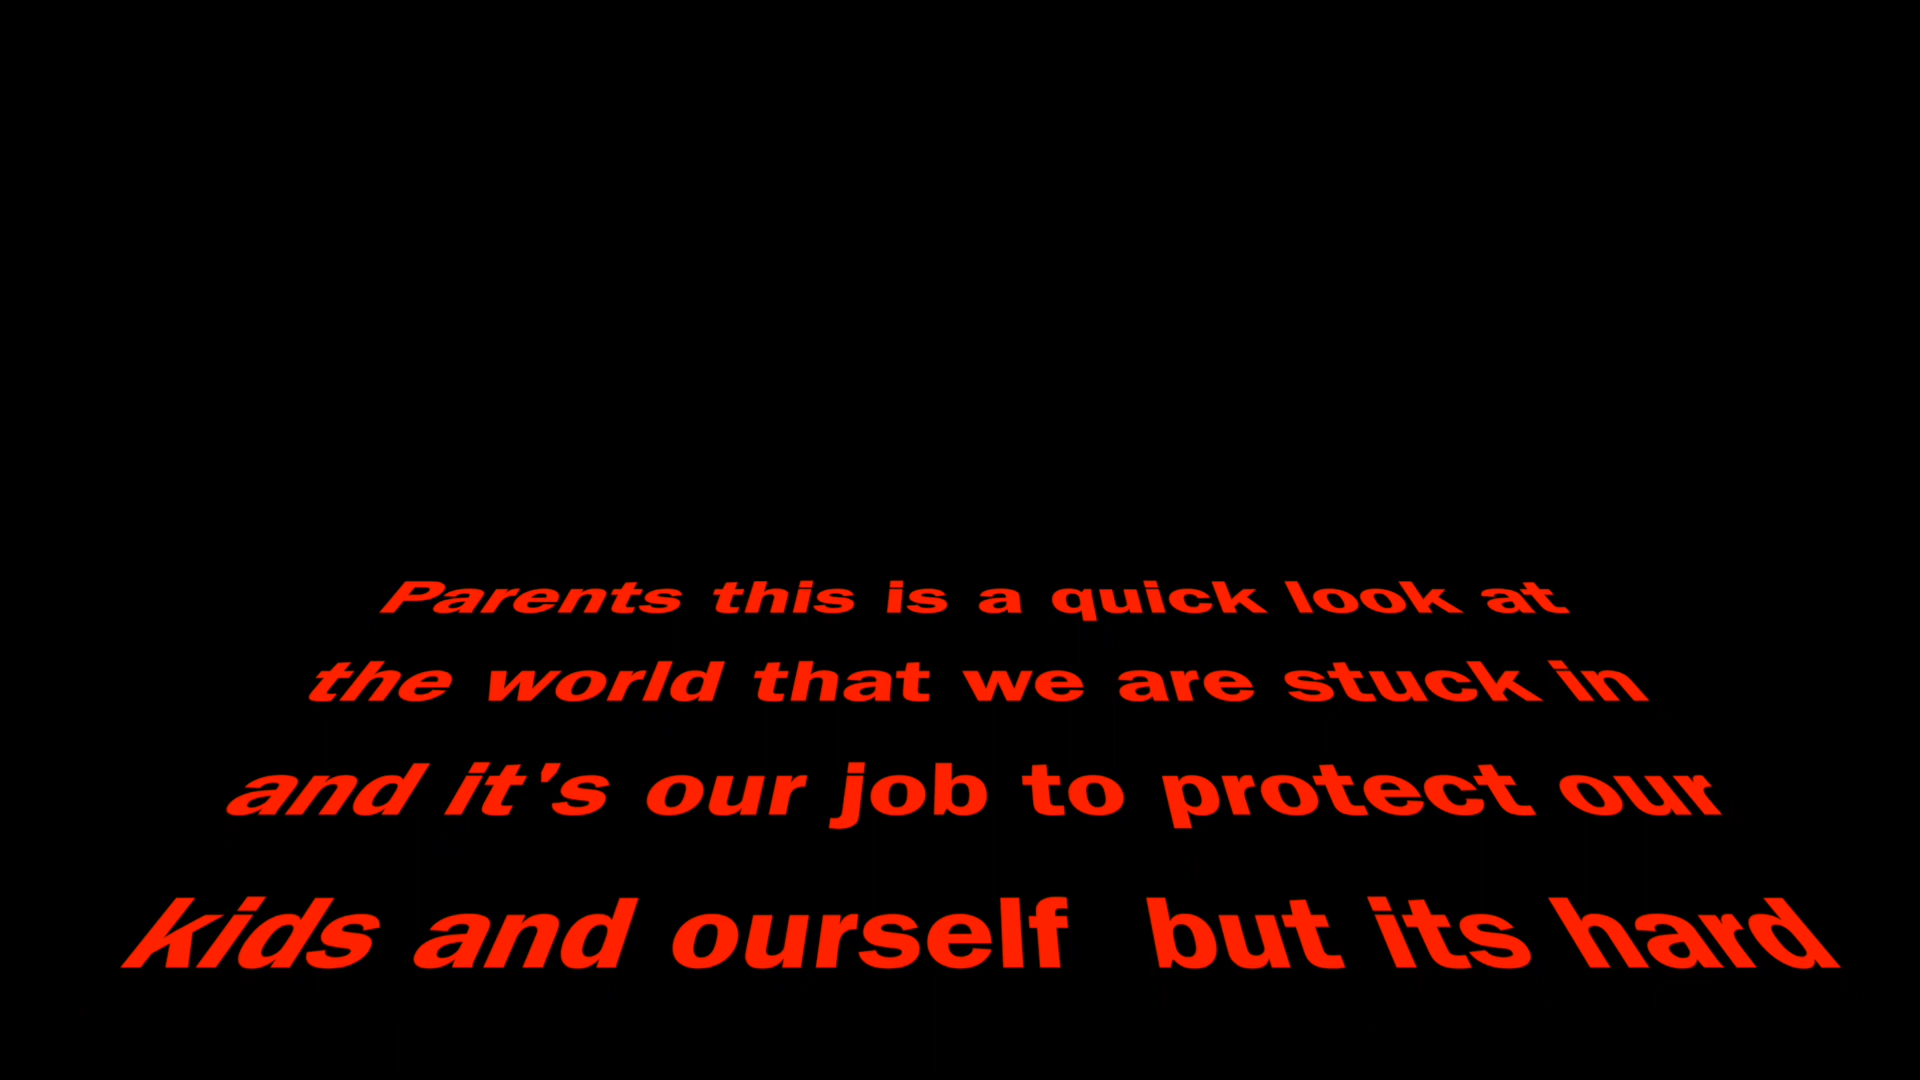 Parents this is a quick look at
the world that we are stuck in
and it's our job to protect our
kids and ourself  but its hard